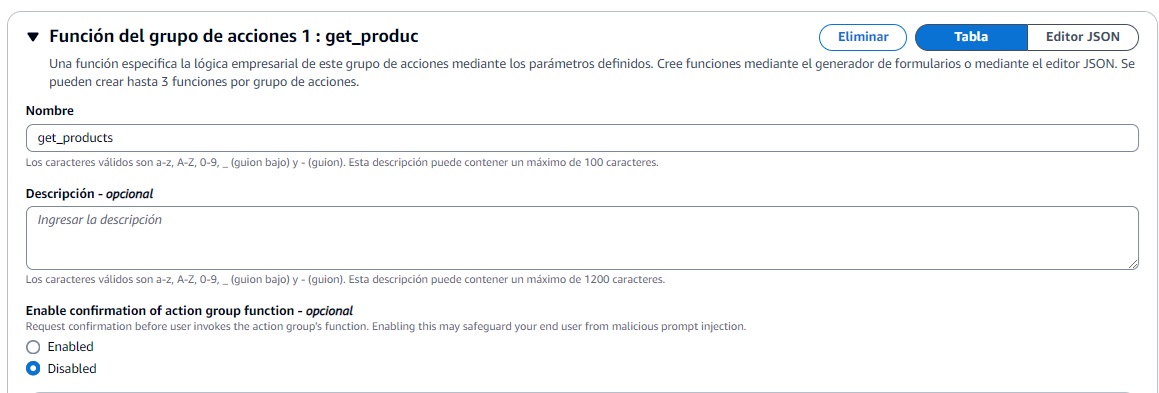 Función del grupo de acciones 1 : get_produc
Eliminar
Tabla
Editor JSON
Una función especifica la lógica empresarial de este grupo de acciones mediante los parámetros definidos. Cree funciones mediante el generador de formularios o mediante el editor JSON. Se
pueden crear hasta 3 funciones por grupo de acciones.
Nombre
get_products
Los caracteres válidos son a-z, A-Z, 0-9, _ (guion bajo) y - (guion). Esta descripción puede contener un máximo de 100 caracteres.
Descripción - opcional
Ingresar la descripción
Los caracteres válidos son a-z, A-Z, 0-9, _ (guion bajo) y - (guion). Esta descripción puede contener un máximo de 1200 caracteres.
Enable confirmation of action group function - opcional
Request confirmation before user invokes the action group's function. Enabling this may safeguard your end user from malicious prompt injection.
Enabled
Disabled